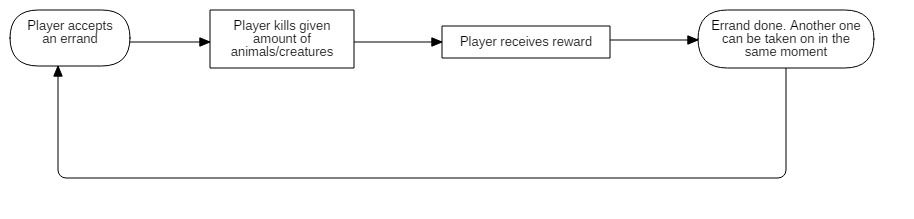 Player accepts
an errand
Player kills given
amount of
animals/creatures
Player receives reward
Errand done. Another one
can be taken on in the
same moment